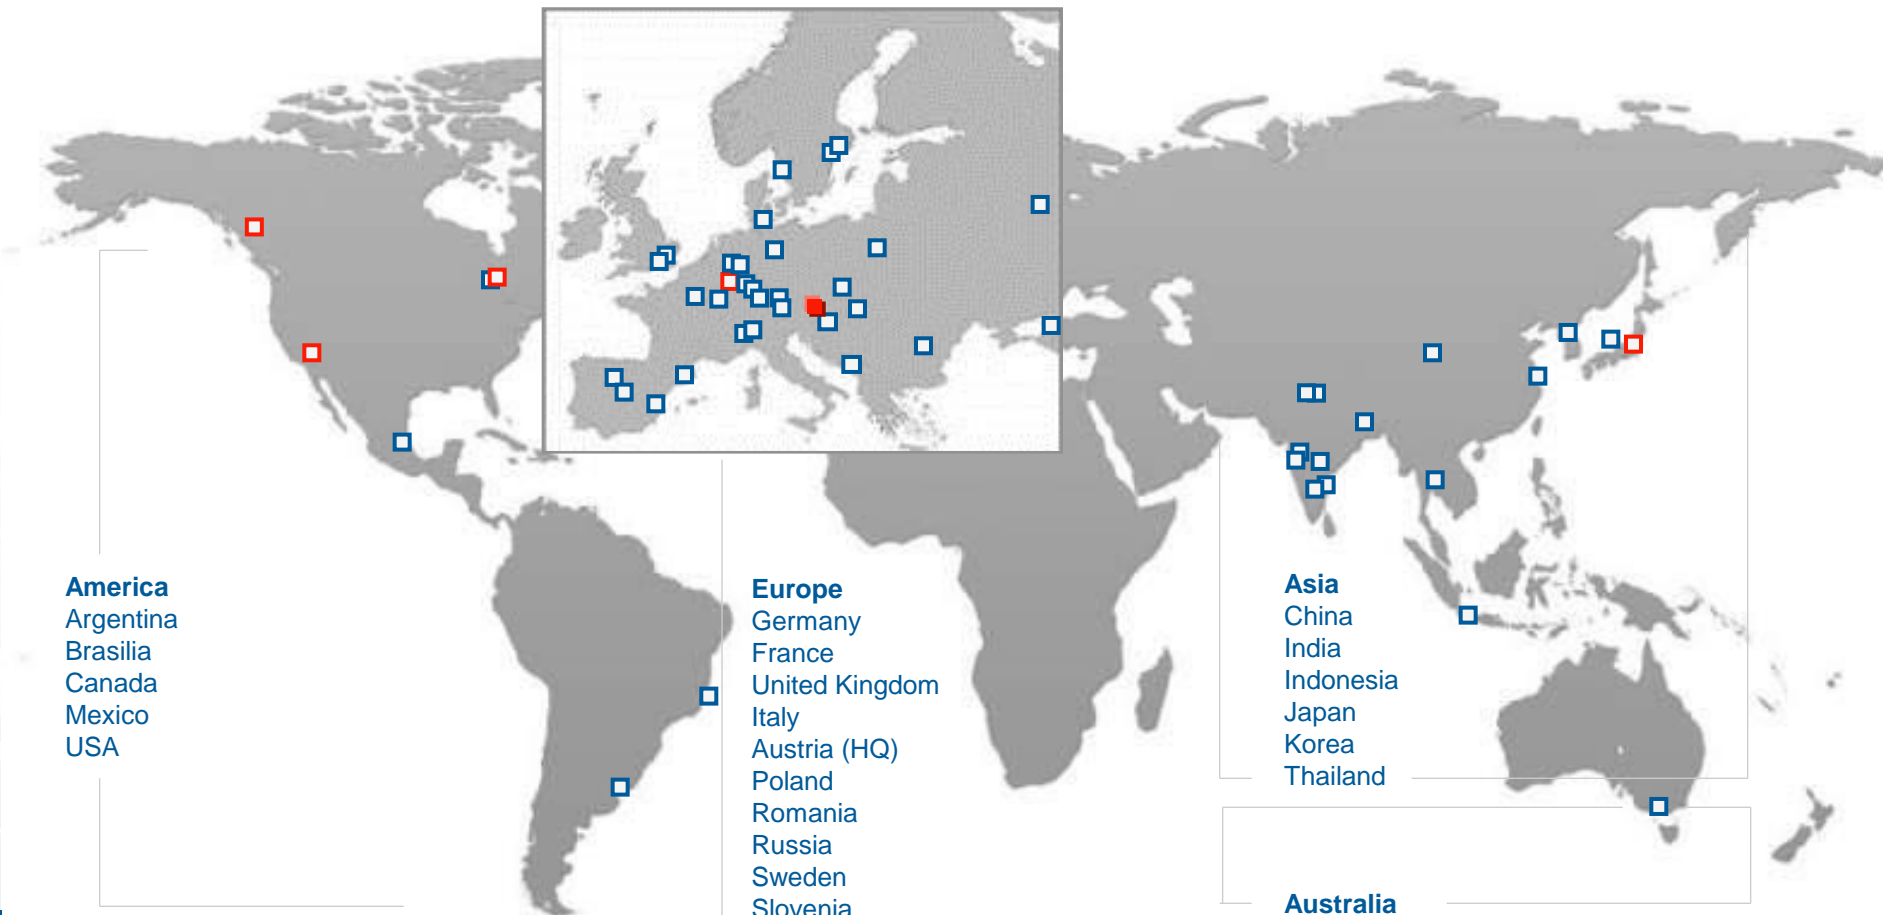 America
Argentina
Brasilia
Canada
Mexico
USA
Europe
Germany
France
United Kingdom
Italy
Austria (HQ)
Poland
Romania
Russia
Sweden
Slovenia
Asia
China
India
Indonesia
Japan
Korea
Thailand
Australia